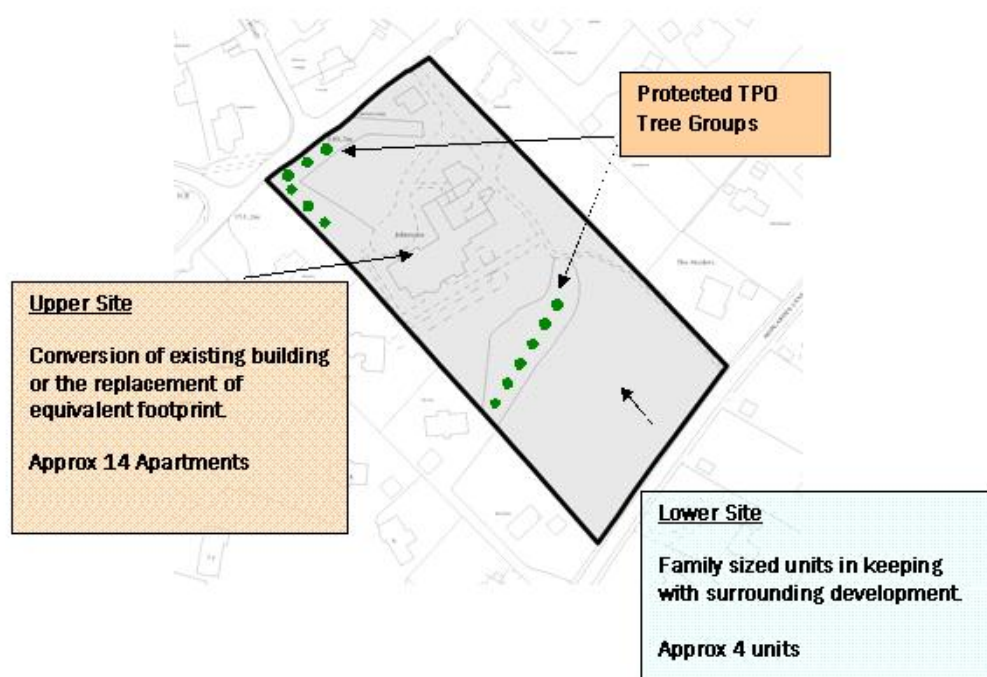 Protected TPO
Tree Groups
Upper Site
Conversion of existing building
or the replacement of
equivalent footprint.
Approx 14 Apartments
Lower Site
Family sized units in keeping
with surrounding development.
Approx 4 units